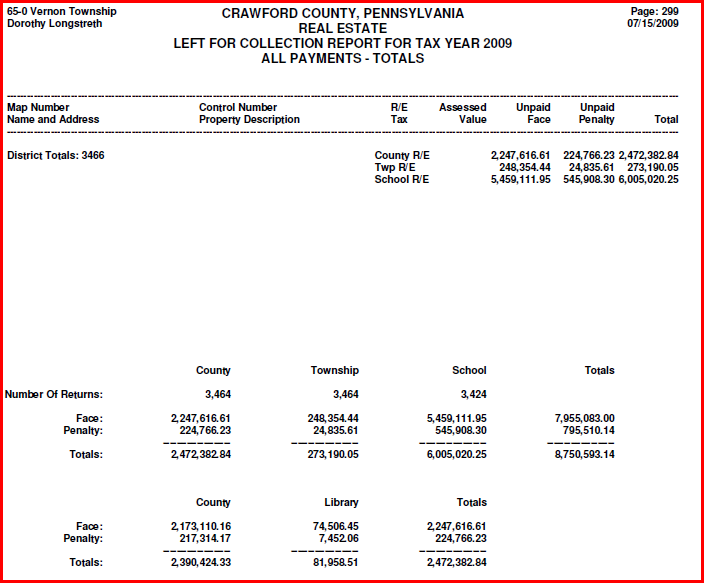 65-0 Vernon Township CRAWFORD COUNTY, PENNSYLVANIA Page: 299
Dorothy Longstreth REAL ESTATE 07/15/2009
LEFT FOR COLLECTION REPORT FOR TAX YEAR 2009
ALL PAYMENTS - TOTALS
Map Number Control Number R/E Assessed Unpaid Unpaid
Name and Address Property Description Tax Value Face Penalty Total
District Totals: 3466 County R/E 2,247,616.61 224,766.23 2,472,382.84
Twp R/E 248,354.44 24,835.61 273,190.05
School R/E 5,459,111.95 545,908.30 6,005,020.25
County Township School Totals
Number Of Returns: 3,464 3,464 3,424
Face: 2,247,616.61 248,354.44 5,459,111.95 7,955,083.00
Penalty: 224,766.23 24,835.61 545,908.30 795,510.14
Totals: 2,472,382.84 273,190.05 6,005,020.25 8,750,593.14
County Library Totals
Face: 2,173,110.16 74,506.45 2,247,616.61
Penalty: 217,314.17 7,452.06 224,766.23
Totals: 2,390,424.33 81,958.51 2,472,382.84